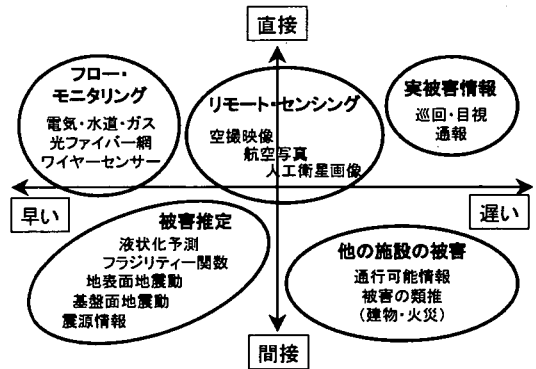 直接
フロー・
モニタリング
電気・水道・ガス
光ファイバー網
ワイヤーセンサー
リモート・センシング
空撮映像
航空写真
人工衛星画像
実被害情報
巡回・目視
通報
早い
遅い
被害推定
液状化予測
フラジリティー関数
地表面地震動
基盤面地震動
震源情報
他の施設の被害
通行可能情報
被害の類推
(建物・火災)
間接